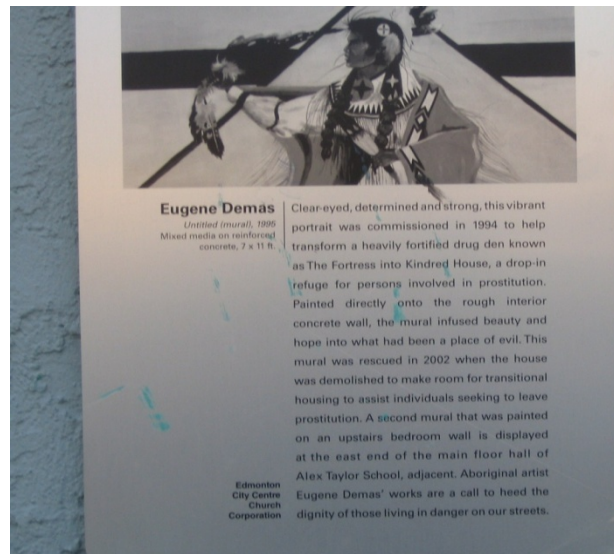 Eugene Demas
Untitled (mural), 1995
Mixed media on reinforced
concrete, 7 x 11 ft.
Clear-eyed, determined and strong, this vibrant
portrait was commissioned in 1994 to help
transform a heavily fortified drug den known
as The Fortress into Kindred House, a drop-in
refuge for persons involved in prostitution.
Painted directly onto the rough interior
concrete wall, the mural infused beauty and
hope into what had been a place of evil. This
mural was rescued in 2002 when the house
was demolished to make room for transitional
housing to assist individuals seeking to leave
prostitution. A second mural that was painted
on an upstairs bedroom wall is displayed
at the east end of the main floor hall of
Alex Taylor School, adjacent. Aboriginal artist
Eugene Demas' works are a call to heed the
dignity of those living in danger on our streets.
Edmonton
City Centre
Church
Corporation